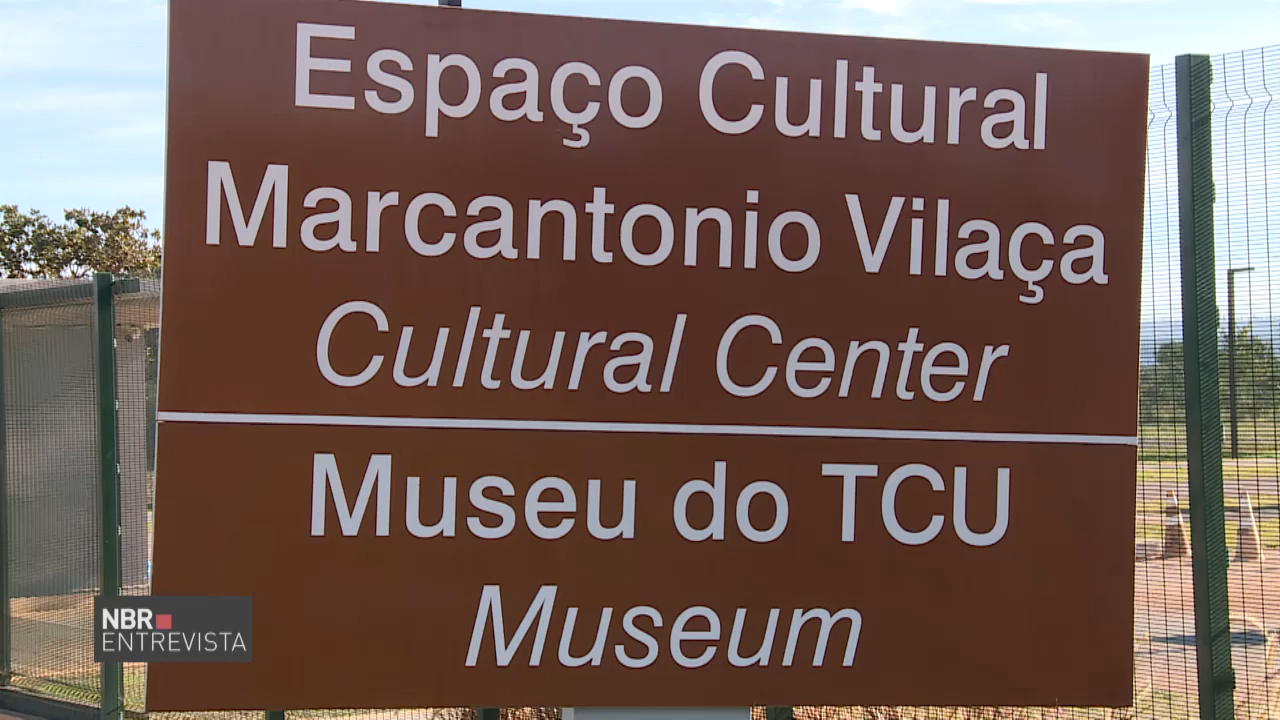 Espaço Cultural
Marcantonio Vilaça
Cultural Center
Museu do TCU
Museum
NBR
ENTREVISTA